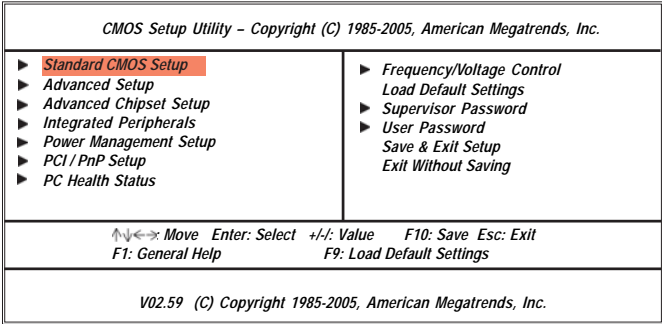 CMOS Setup Utility – Copyright (C) 1985-2005, American Megatrends, Inc.
► Standard CMOS Setup
► Advanced Setup
► Advanced Chipset Setup
► Integrated Peripherals
► Power Management Setup
► PCI / PnP Setup
► PC Health Status
► Frequency/Voltage Control
Load Default Settings
► Supervisor Password
► User Password
Save & Exit Setup
Exit Without Saving
↑↓←→: Move Enter: Select +/-/: Value F10: Save Esc: Exit
F1: General Help F9: Load Default Settings
V02.59 (C) Copyright 1985-2005, American Megatrends, Inc.